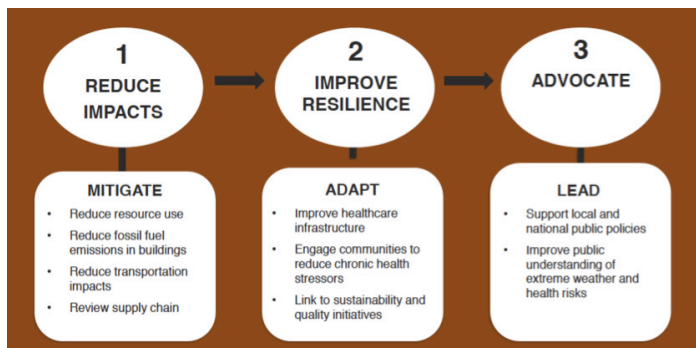 1
REDUCE
IMPACTS
2
IMPROVE
RESILIENCE
3
ADVOCATE
MITIGATE
• Reduce resource use
• Reduce fossil fuel
emissions in buildings
• Reduce transportation
impacts
• Review supply chain
ADAPT
• Improve healthcare
infrastructure
• Engage communities to
reduce chronic health
stressors
• Link to sustainability and
quality initiatives
LEAD
• Support local and
national public policies
• Improve public
understanding of
extreme weather and
health risks